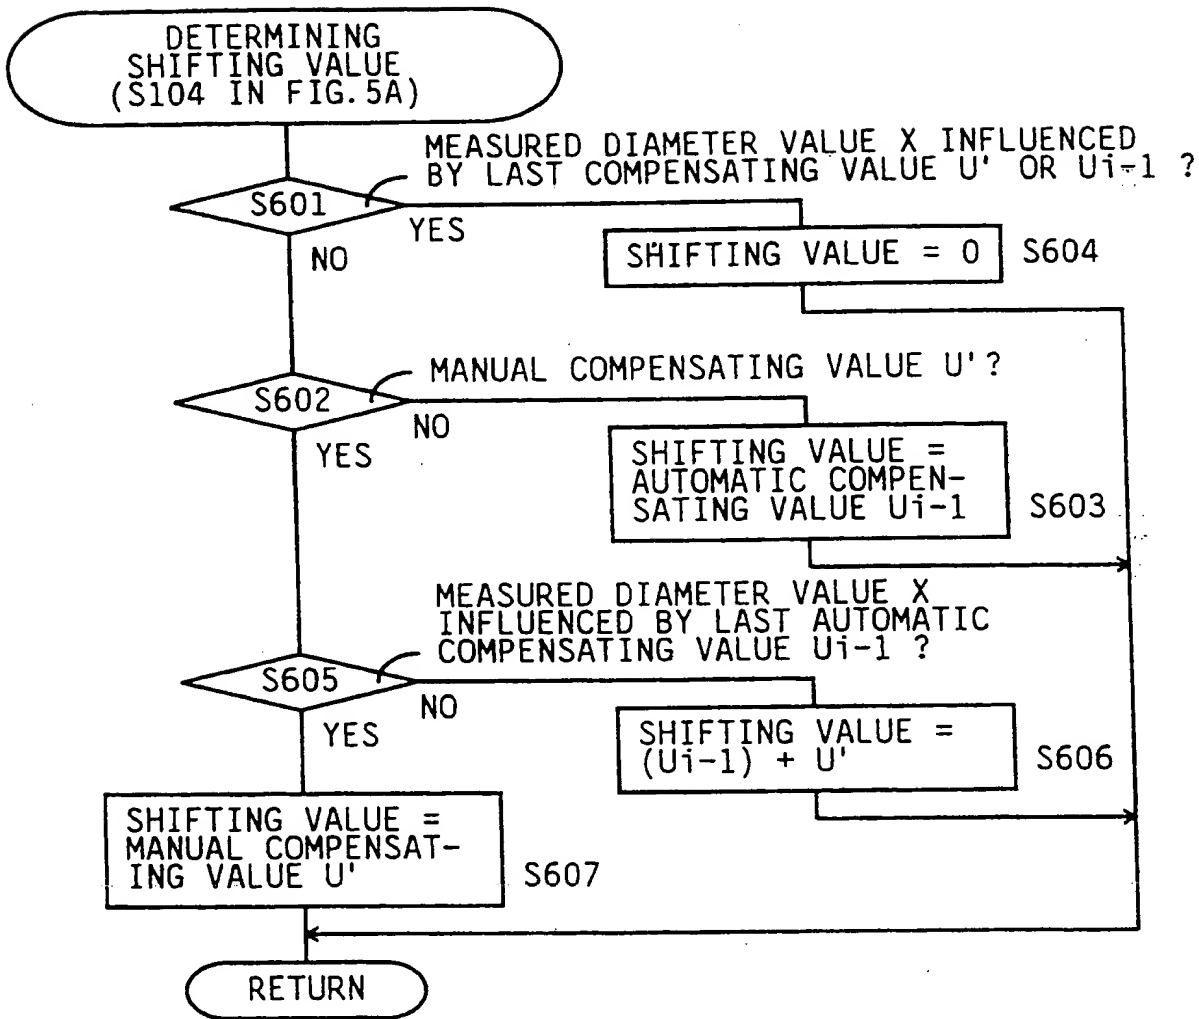 DETERMINING
SHIFTING VALUE
(S104 IN FIG.5A)
MEASURED DIAMETER VALUE X INFLUENCED
BY LAST COMPENSATING VALUE U' OR Ui-1 ?
S601
YES
NO
SHIFTING VALUE = 0
S604
MANUAL COMPENSATING VALUE U'?
S602
NO
YES
SHIFTING VALUE =
AUTOMATIC COMPEN-
SATING VALUE Ui-1
S603
MEASURED DIAMETER VALUE X
INFLUENCED BY LAST AUTOMATIC
COMPENSATING VALUE Ui-1 ?
S605
NO
YES
SHIFTING VALUE =
(Ui-1) + U'
S606
SHIFTING VALUE =
MANUAL COMPENSAT-
ING VALUE U'
S607
RETURN